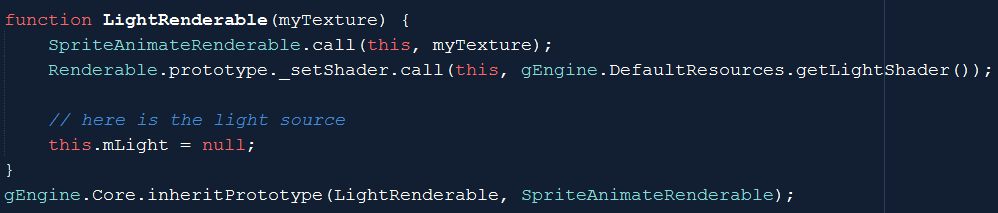 function LightRenderable(myTexture) {
    SpriteAnimateRenderable.call(this, myTexture);
    Renderable.prototype._setShader.call(this, gEngine.DefaultResources.getLightShader());

    // here is the light source
    this.mLight = null;
}
gEngine.Core.inheritPrototype(LightRenderable, SpriteAnimateRenderable);